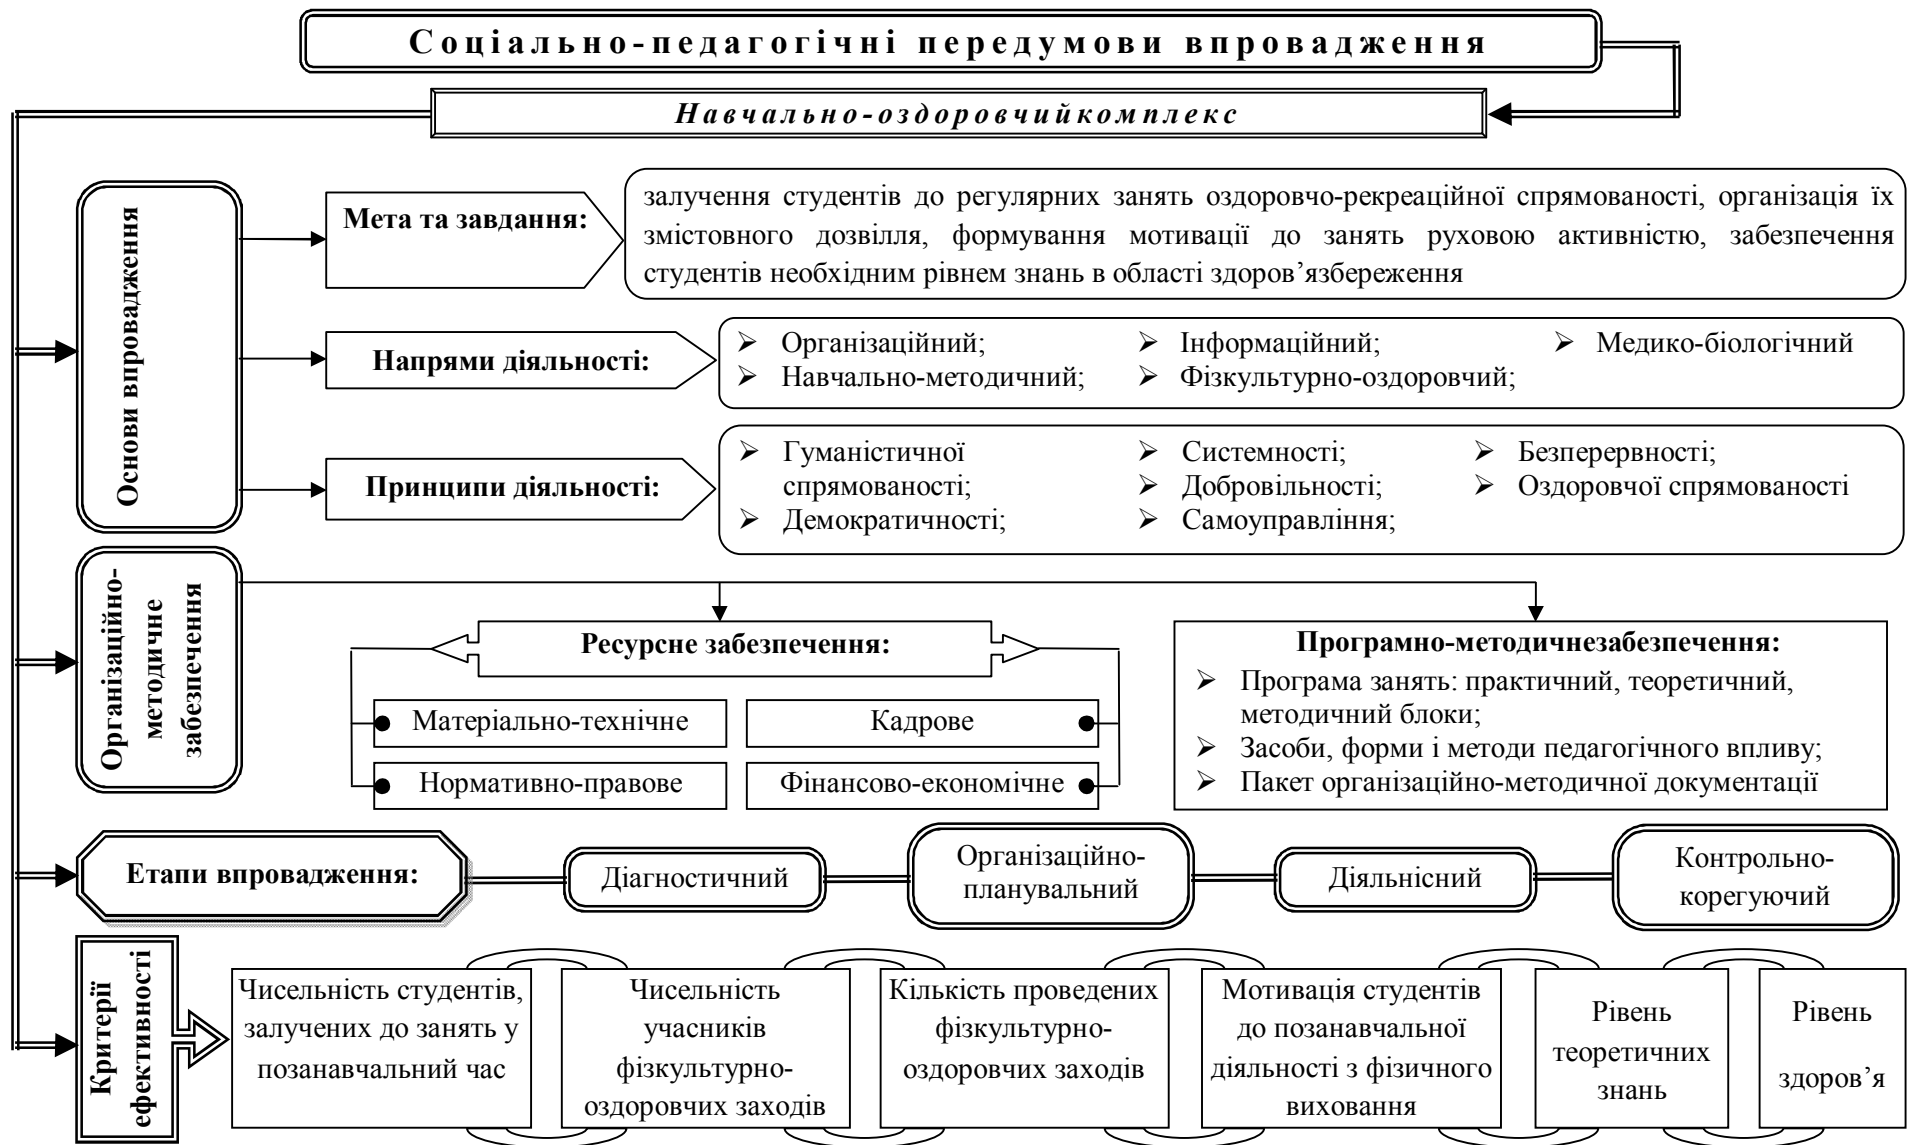 Соціально-педагогічні передумови впровадження
Навчально-оздоровчийкомплекс
Основи впровадження
Мета та завдання:
залучення студентів до регулярних занять оздоровчо-рекреаційної спрямованості, організація їх
змістовного дозвілля, формування мотивації до занять руховою активністю, забезпечення
студентів необхідним рівнем знань в області здоров’язбереження
Напрями діяльності:
➢ Організаційний;
➢ Навчально-методичний;
➢ Інформаційний;
➢ Фізкультурно-оздоровчий;
➢ Медико-біологічний
Принципи діяльності:
➢ Гуманістичної
спрямованості;
➢ Демократичності;
➢ Системності;
➢ Добровільності;
➢ Самоуправління;
➢ Безперервності;
➢ Оздоровчої спрямованості
Організаційно-
методичне
забезпечення
Ресурсне забезпечення:
Матеріально-технічне
Кадрове
Нормативно-правове
Фінансово-економічне
Програмно-методичнезабезпечення:
➢ Програма занять: практичний, теоретичний,
методичний блоки;
➢ Засоби, форми і методи педагогічного впливу;
➢ Пакет організаційно-методичної документації
Етапи впровадження:
Діагностичний
Організаційно-
планувальний
Діяльнісний
Контрольно-
корегуючий
Критерії
ефективності
Чисельність студентів,
залучених до занять у
позанавчальний час
Чисельність
учасників
фізкультурно-
оздоровчих заходів
Кількість проведених
фізкультурно-
оздоровчих заходів
Мотивація студентів
до позанавчальної
діяльності з фізичного
виховання
Рівень
теоретичних
знань
Рівень
здоров’я